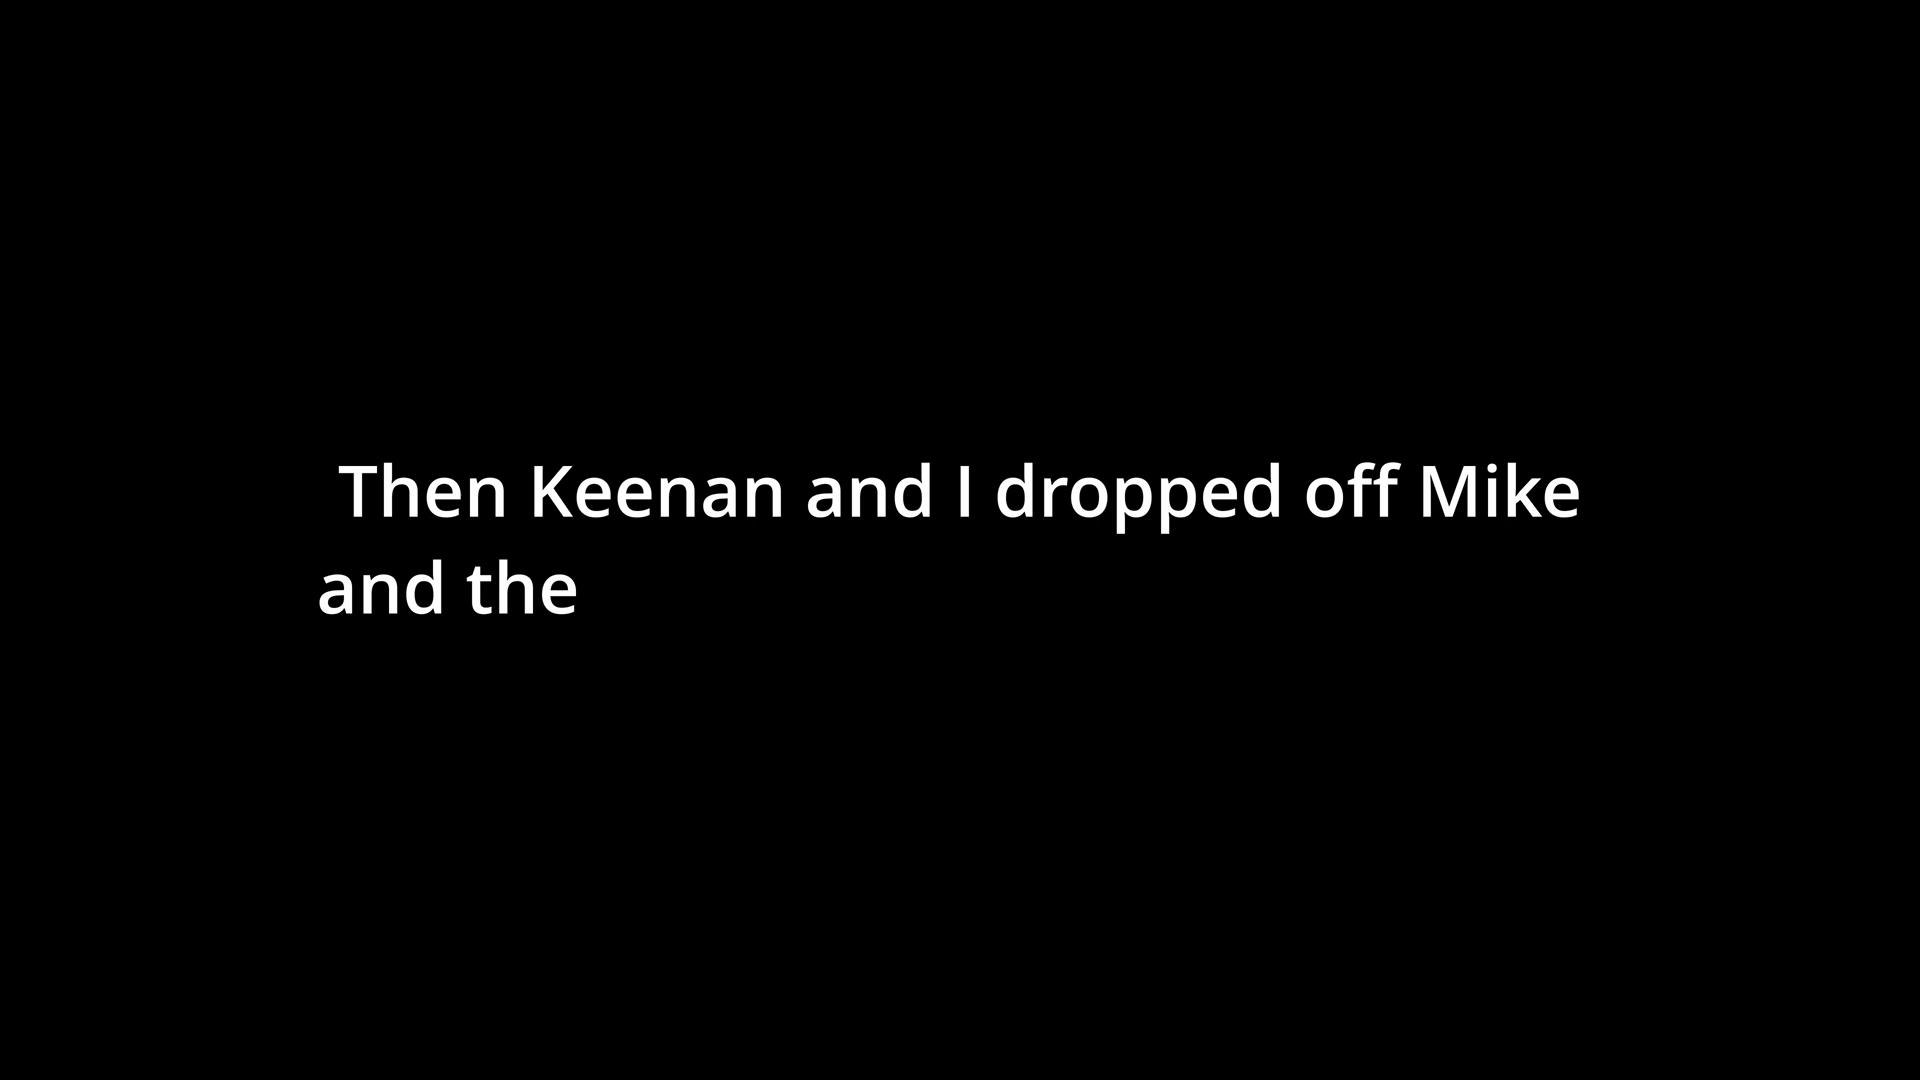 Then Keenan and I dropped off Mike
and the